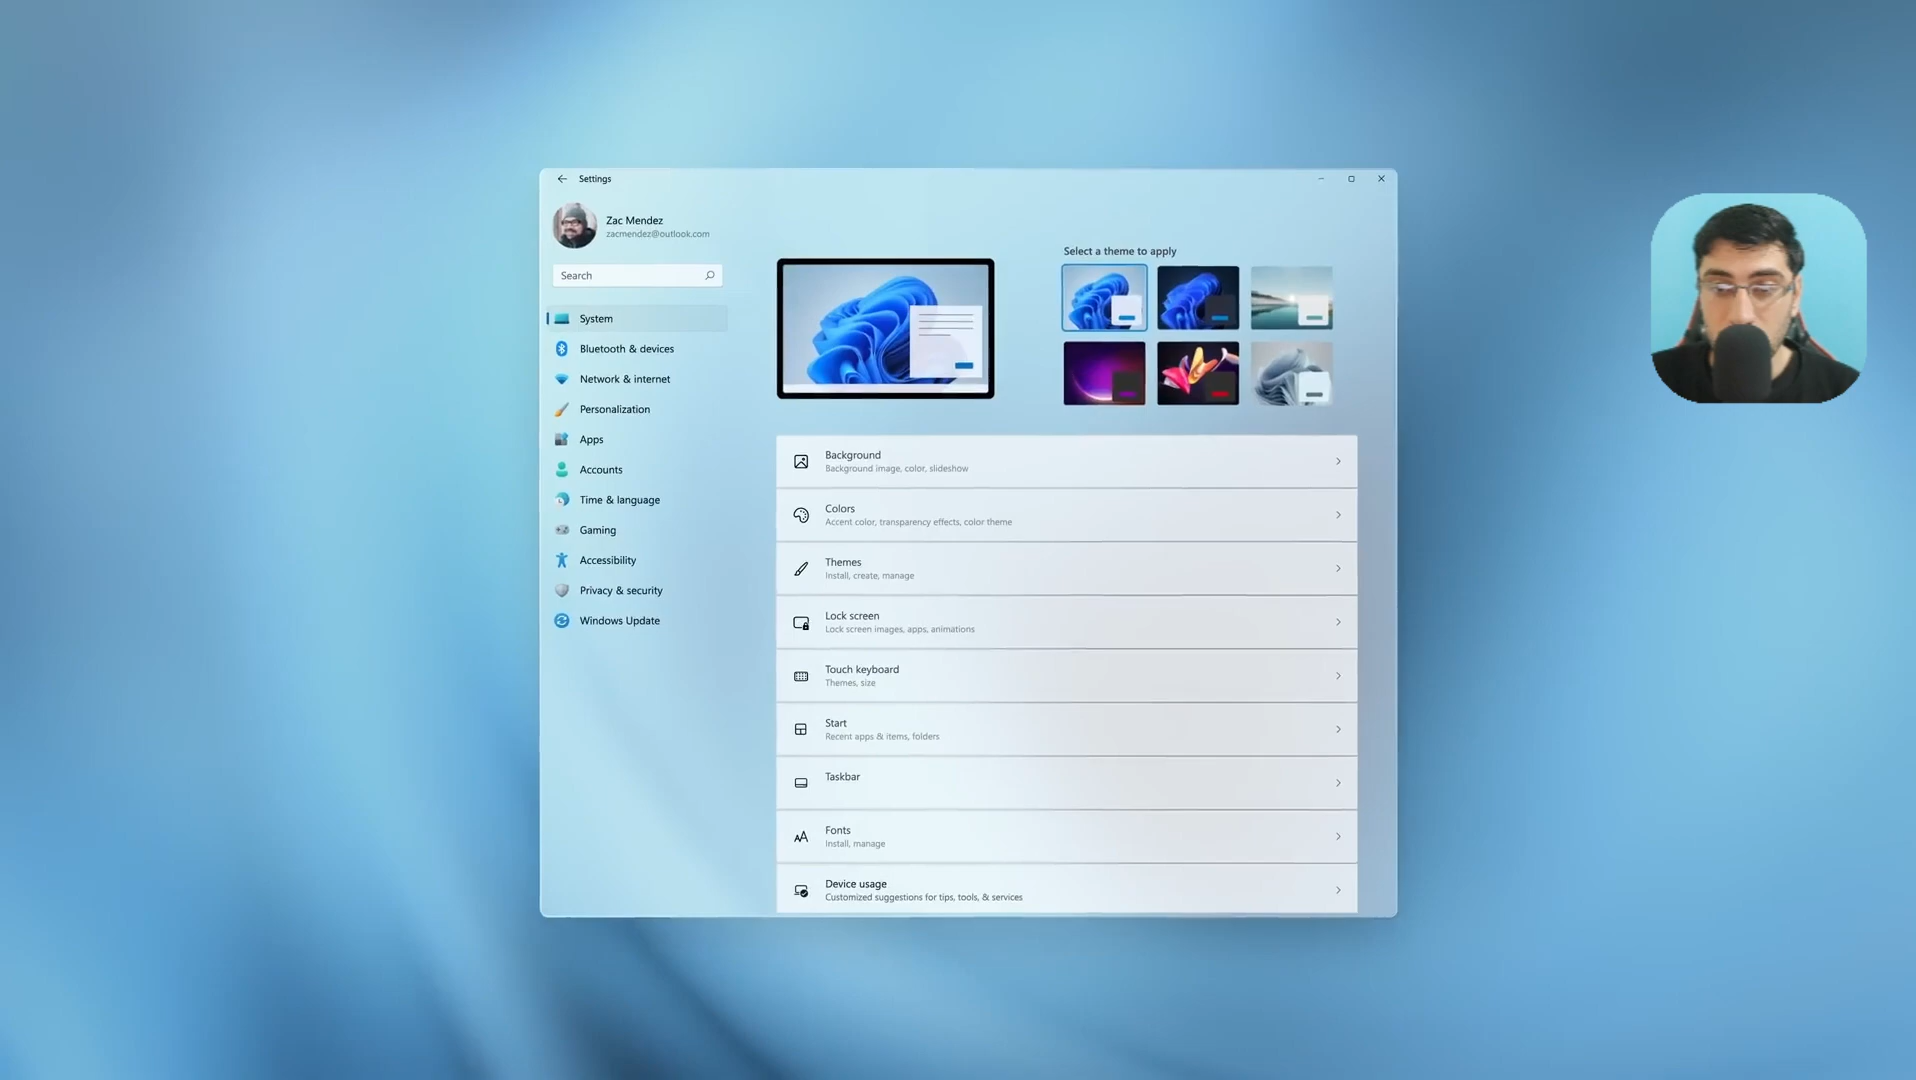 Settings
Zac Mendez
zacmendez@outlook.com
Search
System
Bluetooth & devices
Network & internet
Personalization
Apps
Accounts
Time & language
Gaming
Accessibility
Privacy & security
Windows Update
Select a theme to apply
Background
Background image, color, slideshow
Colors
Accent color, transparency effects, color theme
Themes
Install, create, manage
Lock screen
Lock screen images, apps, animations
Touch keyboard
Themes, size
Start
Recent apps & items, folders
Taskbar
Fonts
Install, manage
Device usage
Customized suggestions for tips, tools, & services